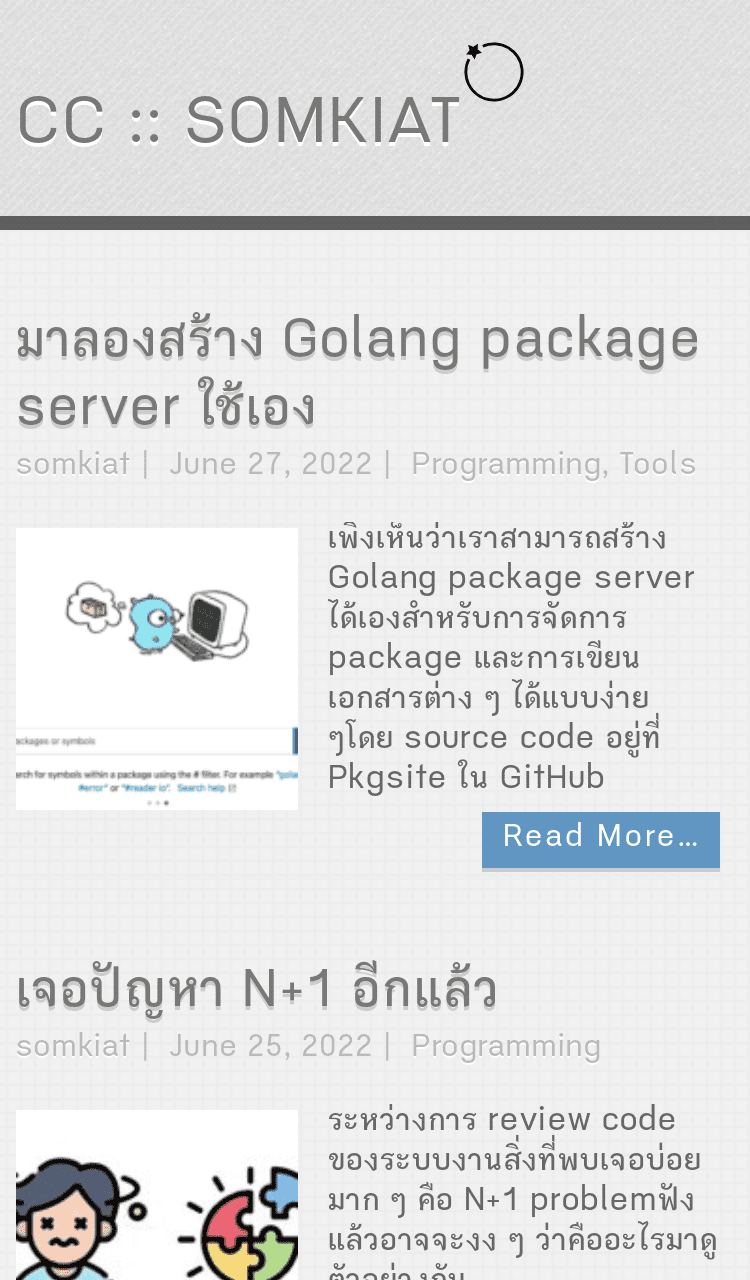 CC :: SOMKIAT
มาลองสร้าง Golang package
server ใช้เอง
somkiat | June 27, 2022 | Programming, Tools
เพิ่งเห็นว่าเราสามารถสร้าง
Golang package server
ได้เองสำหรับการจัดการ
package และการเขียน
เอกสารต่าง ๆ ได้แบบง่าย
ๆโดย source code อยู่ที่
Pkgsite ใน GitHub
ackages or symbols
rch for symbols within a package using the # filter. For example "gola
#error" or "#reader io". Search help
Read More...
เจอปัญหา N+1 อีกแล้ว
somkiat | June 25, 2022 | Programming
ระหว่างการ review code
ของระบบงานสิ่งที่พบเจอบ่อย
มาก ๆ คือ N+1 problemฟัง
แล้วอาจจะงง ๆ ว่าคืออะไรมาดู
ตัวอย่างกัน